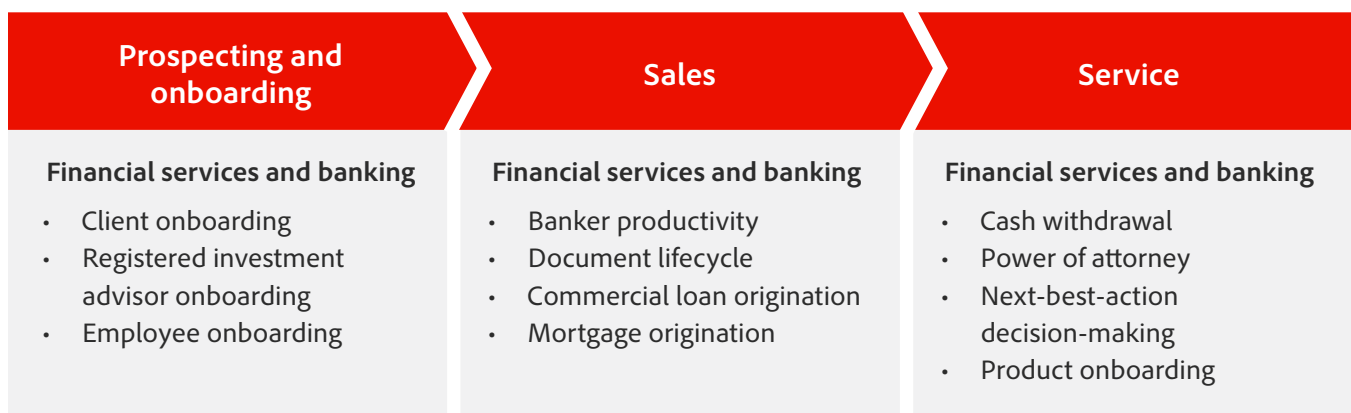 Prospecting and
onboarding
Financial services and banking
• Client onboarding
• Registered investment
advisor onboarding
• Employee onboarding
Sales
Financial services and banking
• Banker productivity
• Document lifecycle
• Commercial loan origination
• Mortgage origination
Service
Financial services and banking
• Cash withdrawal
• Power of attorney
• Next-best-action
decision-making
• Product onboarding